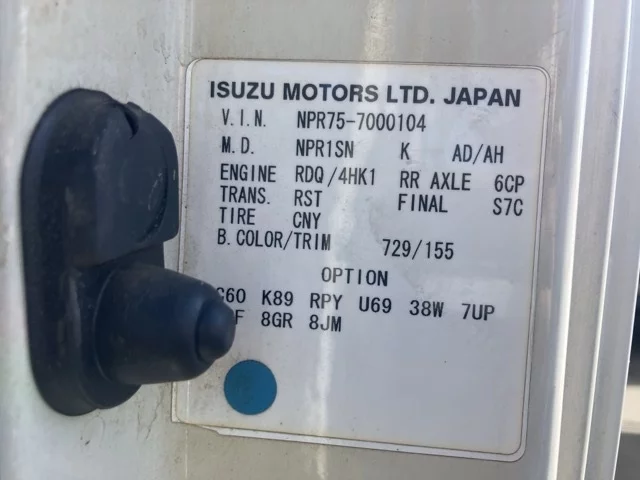 ISUZU MOTORS LTD. JAPAN
V.I.N. NPR75-7000104
M.D. NPR1SN K AD/AH
ENGINE RDQ/4HK1 RR AXLE 6CP
TRANS. RST FINAL S7C
TIRE CNY
B.COLOR/TRIM 729/155
OPTION
K89 RPY U69 38W 7UP
8GR 8JM